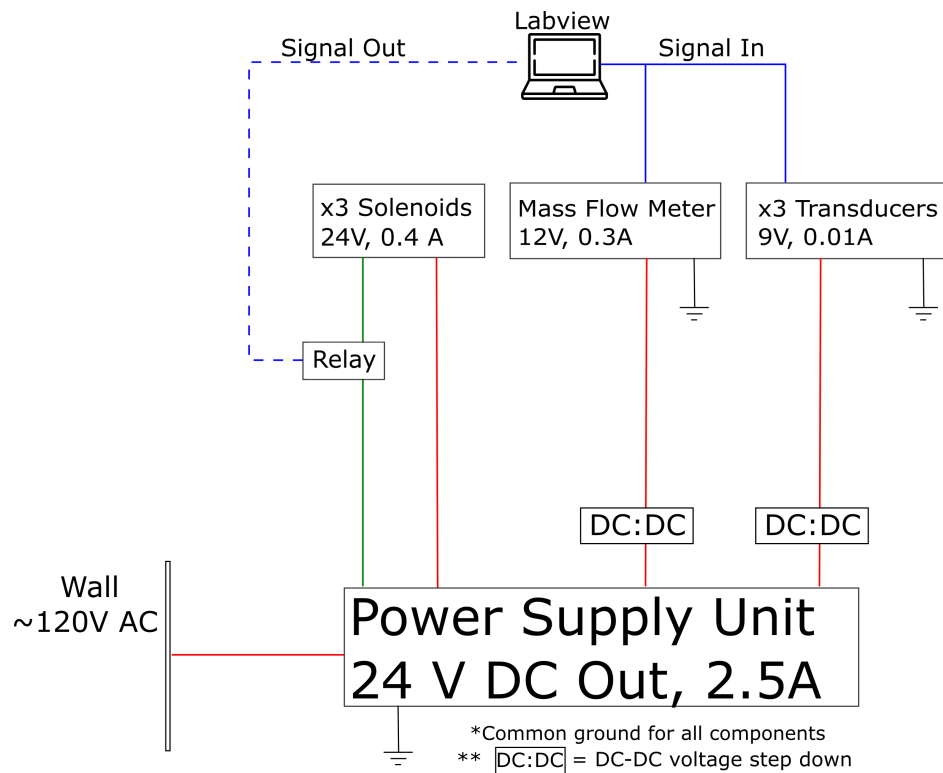 Labview
Signal Out
Signal In
x3 Solenoids
24V, 0.4 A
Mass Flow Meter
12V, 0.3A
x3 Transducers
9V, 0.01A
Relay
DC:DC
DC:DC
Wall
~120V AC
Power Supply Unit
24 V DC Out, 2.5A
*Common ground for all components
** DC:DC = DC-DC voltage step down